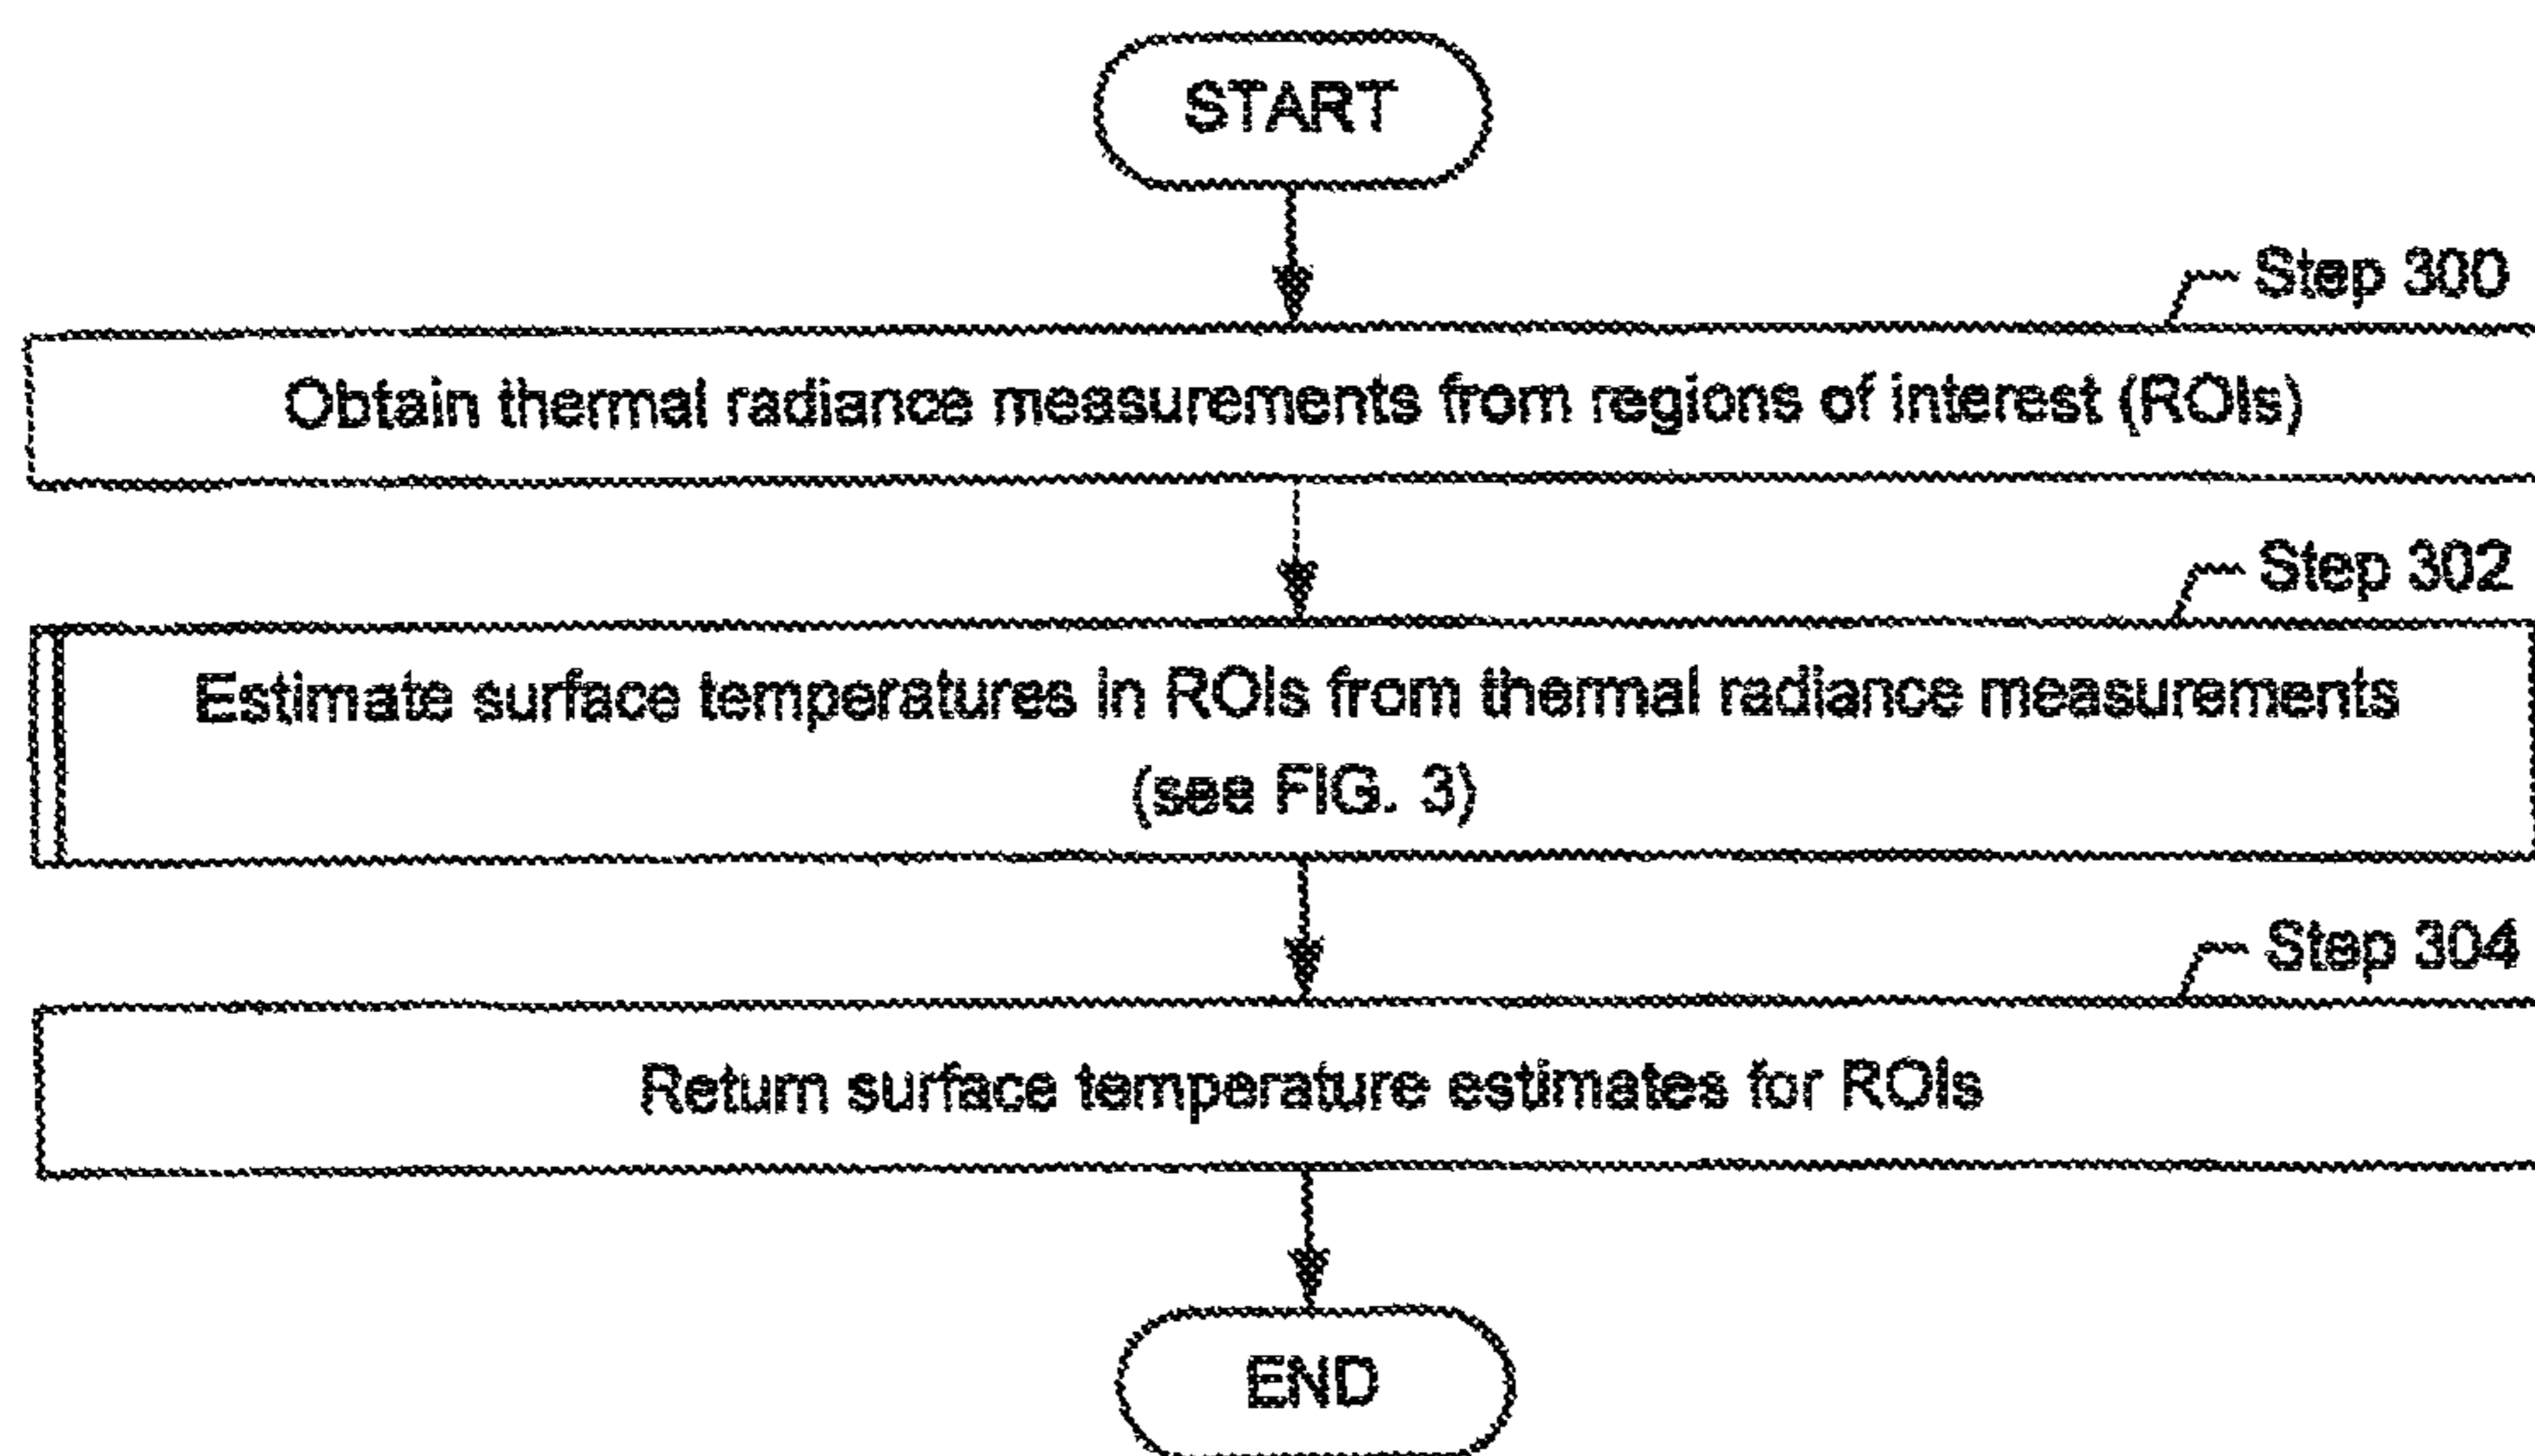 START
Step 300
Obtain thermal radiance measurements from regions of interest (ROIs)
Step 302
Estimate surface temperatures in ROIs from thermal radiance measurements
(see FIG. 3)
Step 304
Return surface temperature estimates for ROIs
END